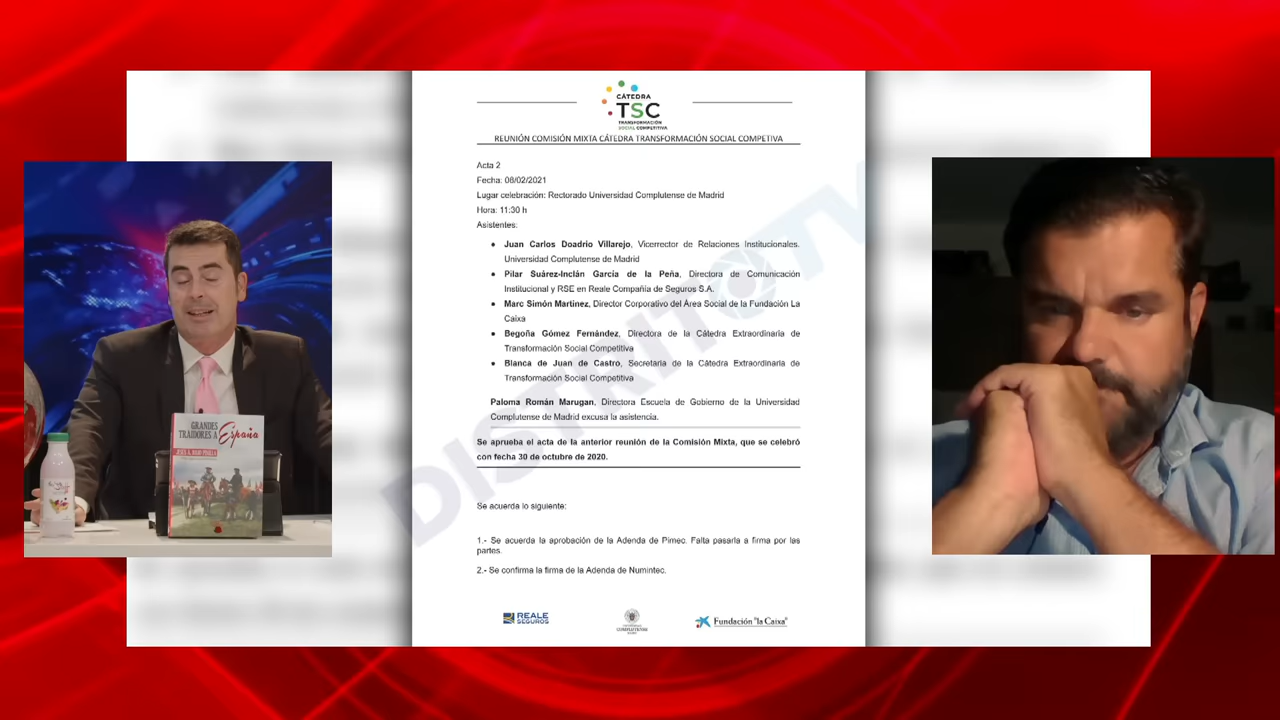 CÁTEDRA
TSC
TRANSFORMACIÓN
SOCIAL COMPETITIVA
REUNIÓN COMISIÓN MIXTA CÁTEDRA TRANSFORMACIÓN SOCIAL COMPETIVA
Acta 2
Fecha: 08/02/2021
Lugar celebración: Rectorado Universidad Complutense de Madrid
Hora: 11:30 h
Asistentes:
• Juan Carlos Doadrio Villarejo, Vicerrector de Relaciones Institucionales.
Universidad Complutense de Madrid
• Pilar Suárez-Inclán García de la Peña, Directora de Comunicación
Institucional y RSE en Reale Compañía de Seguros S.A.
• Marc Simón Martínez, Director Corporativo del Área Social de la Fundación La
Caixa
• Begoña Gómez Fernández, Directora de la Cátedra Extraordinaria de
Transformación Social Competitiva
• Blanca de Juan de Castro, Secretaria de la Cátedra Extraordinaria de
Transformación Social Competitiva
Paloma Román Marugan, Directora Escuela de Gobierno de la Universidad
Complutense de Madrid excusa la asistencia.
Se aprueba el acta de la anterior reunión de la Comisión Mixta, que se celebró
con fecha 30 de octubre de 2020.
Se acuerda lo siguiente:
1.- Se acuerda la aprobación de la Adenda de Pimec. Falta pasarla a firma por las
partes.
2.- Se confirma la firma de la Adenda de Numintec.
REALE
SEGUROS
COMPLUTENSE
Fundación "la Caixa"
DISTRITOTV
GRANDES
TRAIDORES A
España